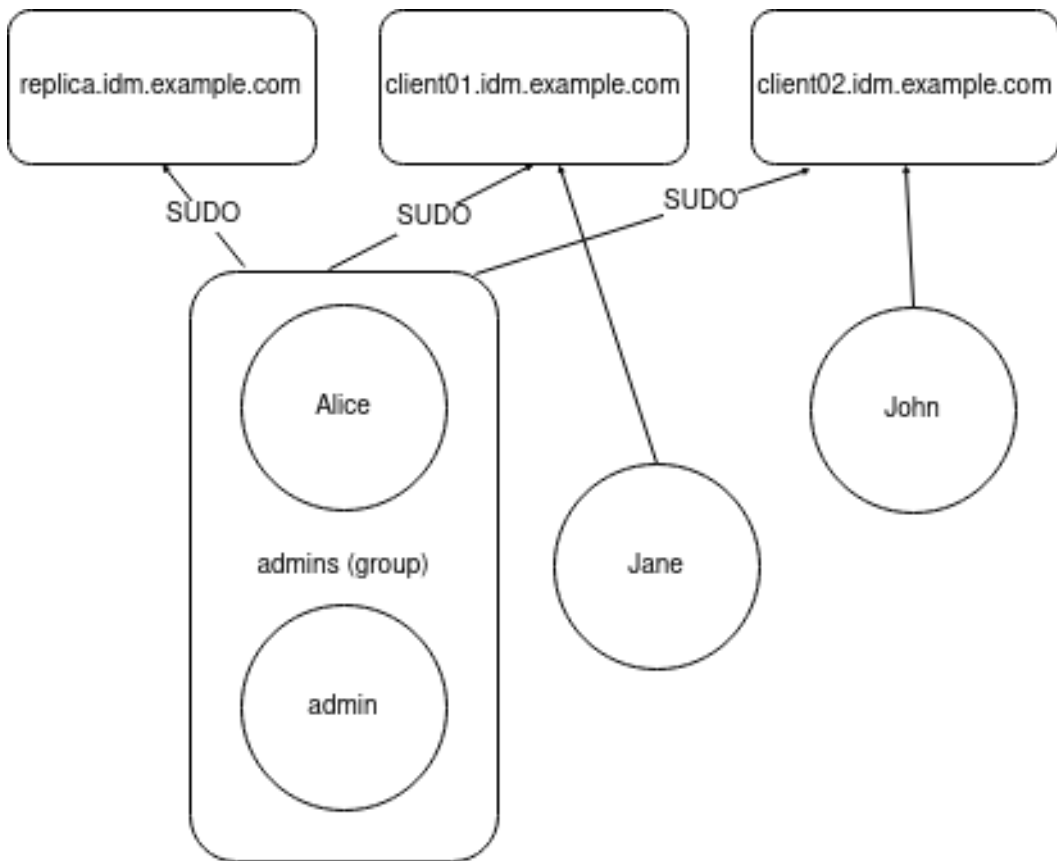 replica.idm.example.com
client01.idm.example.com
client02.idm.example.com
SUDO
SUDO
SUDO
Alice
John
admins (group)
Jane
admin